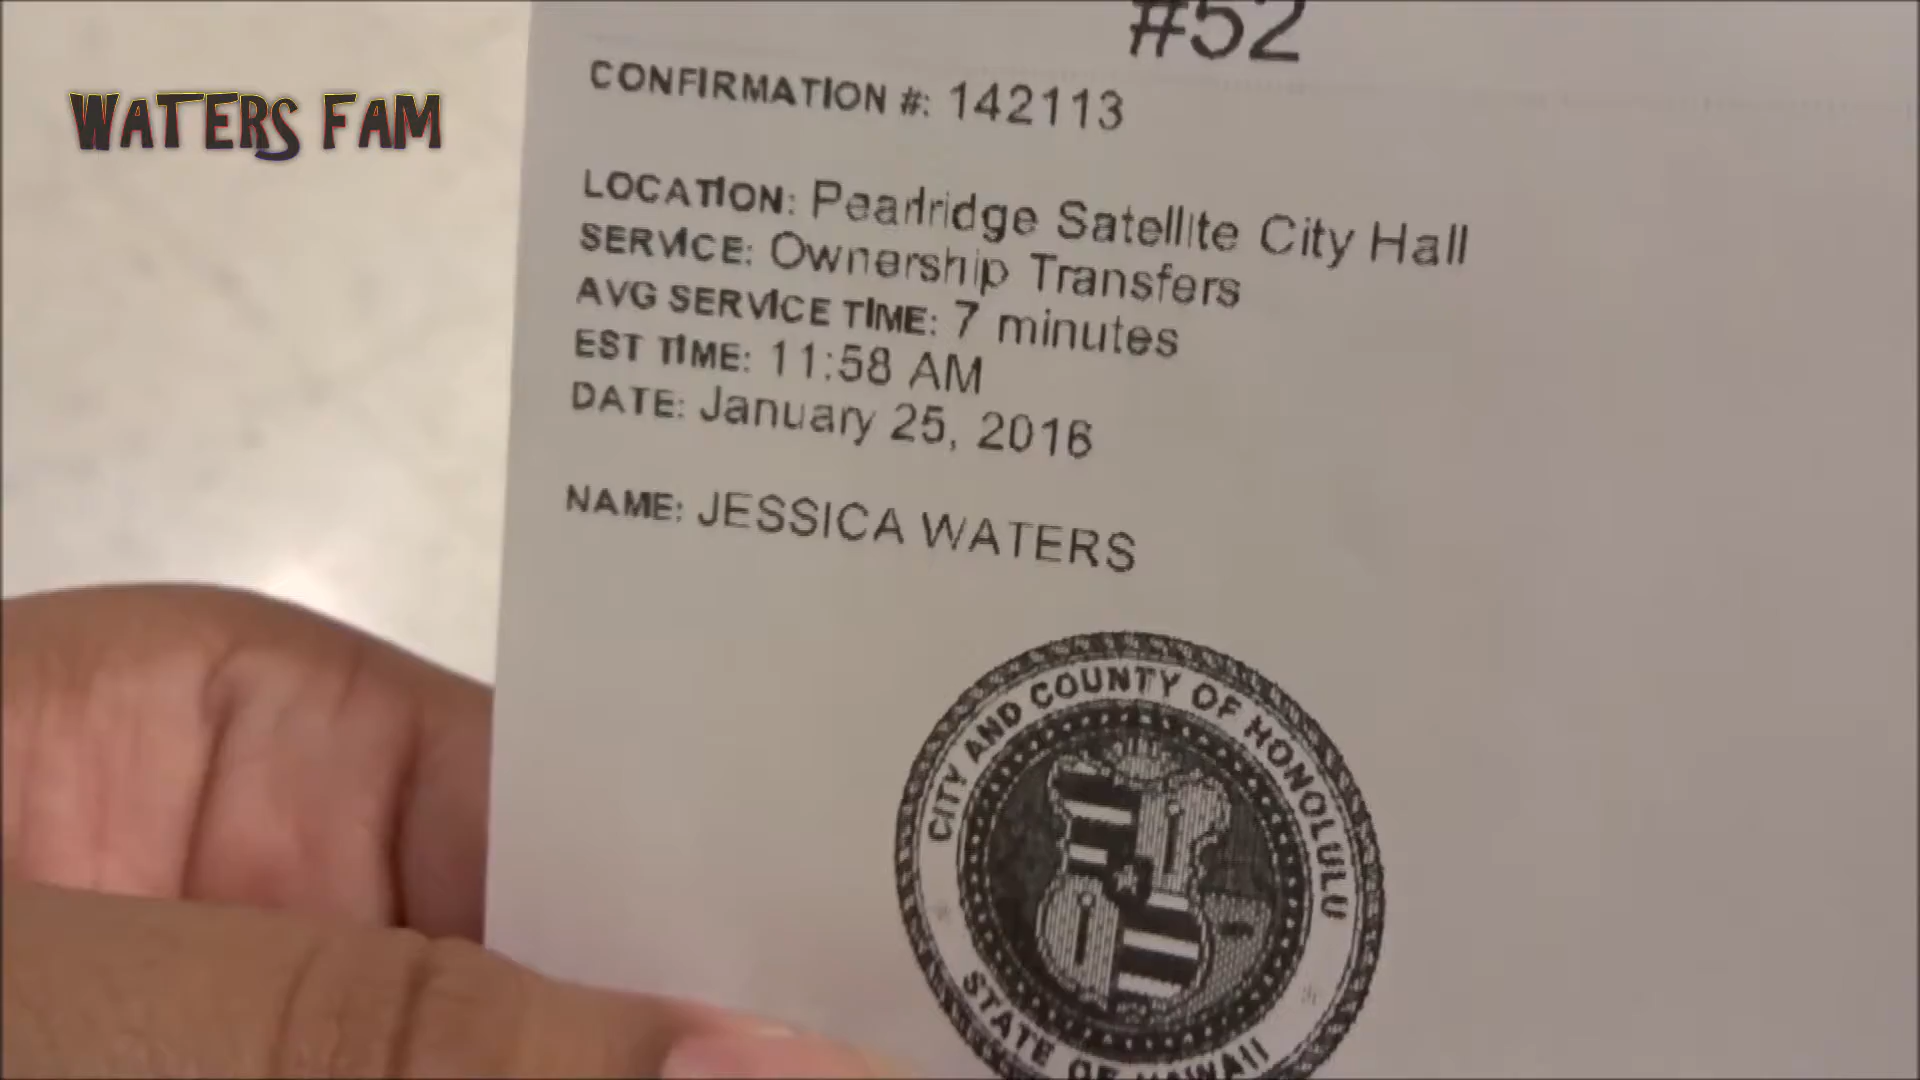 #52
WATERS FAM
CONFIRMATION #: 142113
LOCATION: Pearlridge Satellite City Hall
SERVICE: Ownership Transfers
AVG SERVICE TIME: 7 minutes
EST TIME: 11:58 AM
DATE: January 25, 2016
NAME: JESSICA WATERS
CITY AND COUNTY OF HONOLULU
STATE OF HAWAII